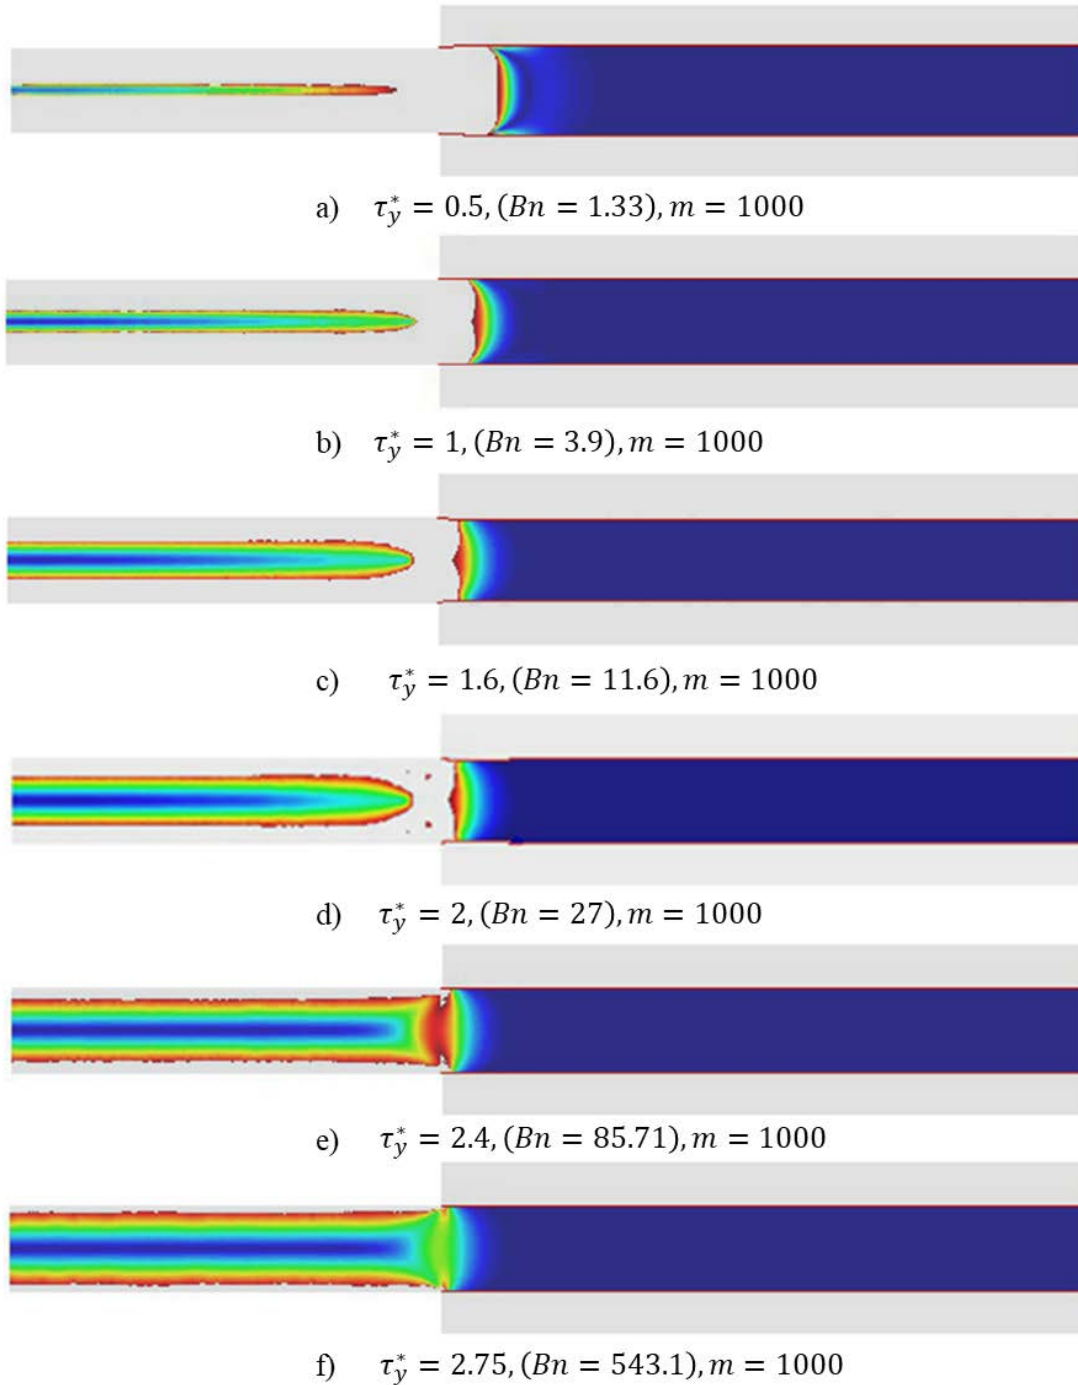 a) τ*y = 0.5, (Bn = 1.33), m = 1000
b) τ*y = 1, (Bn = 3.9), m = 1000
c) τ*y = 1.6, (Bn = 11.6), m = 1000
d) τ*y = 2, (Bn = 27), m = 1000
e) τ*y = 2.4, (Bn = 85.71), m = 1000
f) τ*y = 2.75, (Bn = 543.1), m = 1000